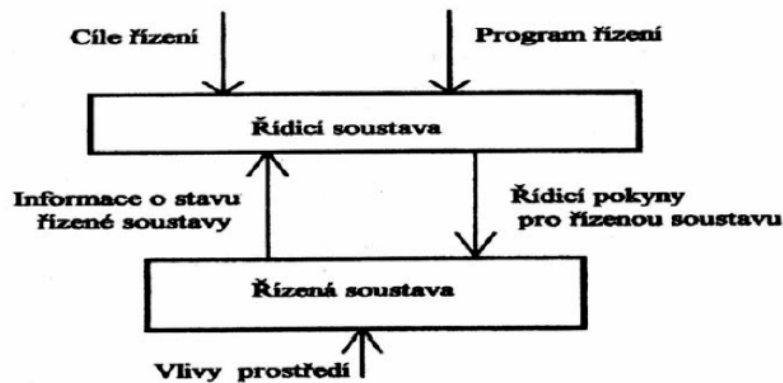 Cíle řízení
Program řízení
Řídicí soustava
Informace o stavu
řízené soustavy
Řídicí pokyny
pro řízenou soustavu
Řízená soustava
Vlivy prostředí